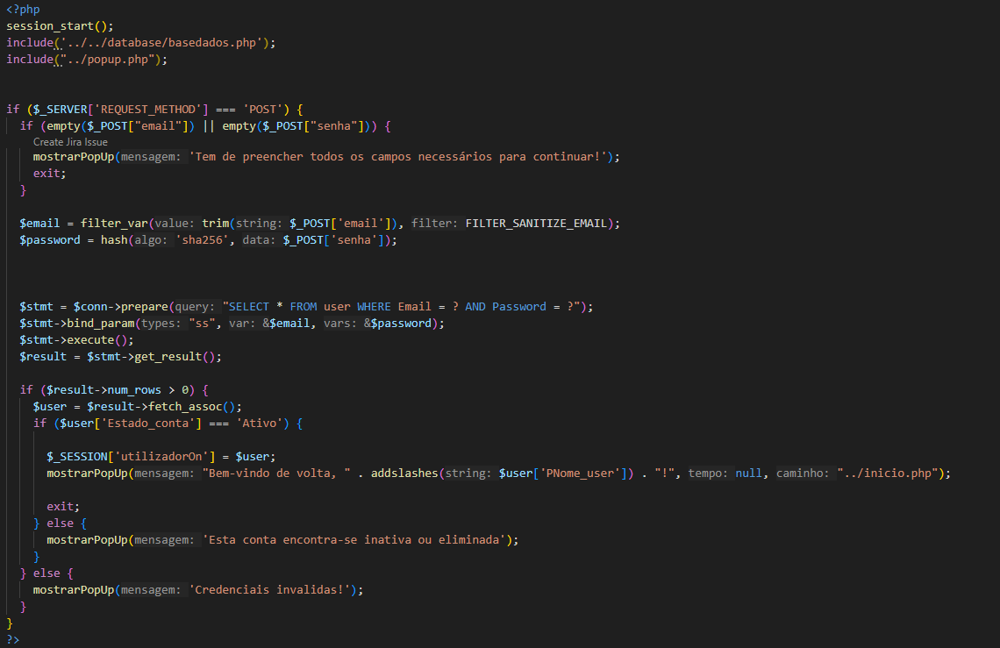 <?php
session_start();
include('../../database/basedados.php');
include("../popup.php");
if ($_SERVER['REQUEST_METHOD'] === 'POST') {
if (empty($_POST["email"]) || empty($_POST["senha"])) {
Create Jira Issue
mostrarPopUp(mensagem: 'Tem de preencher todos os campos necessários para continuar!');
exit;
}
$email = filter_var(value: trim(string: $_POST['email']), filter: FILTER_SANITIZE_EMAIL);
$password = hash(algo: 'sha256', data: $_POST['senha']);
$stmt = $conn->prepare(query: "SELECT * FROM user WHERE Email = ? AND Password = ?");
$stmt->bind_param(types: "ss", var: &$email, vars: &$password);
$stmt->execute();
$result = $stmt->get_result();
if ($result->num_rows > 0) {
$user = $result->fetch_assoc();
if ($user['Estado_conta'] === 'Ativo') {
$_SESSION['utilizadorOn'] = $user;
mostrarPopUp(mensagem: "Bem-vindo de volta, " . addslashes(string: $user['PNome_user']) . "!", tempo: null, caminho: "../inicio.php");
exit;
} else {
mostrarPopUp(mensagem: 'Esta conta encontra-se inativa ou eliminada');
}
} else {
mostrarPopUp(mensagem: 'Credenciais invalidas!');
}
}
?>